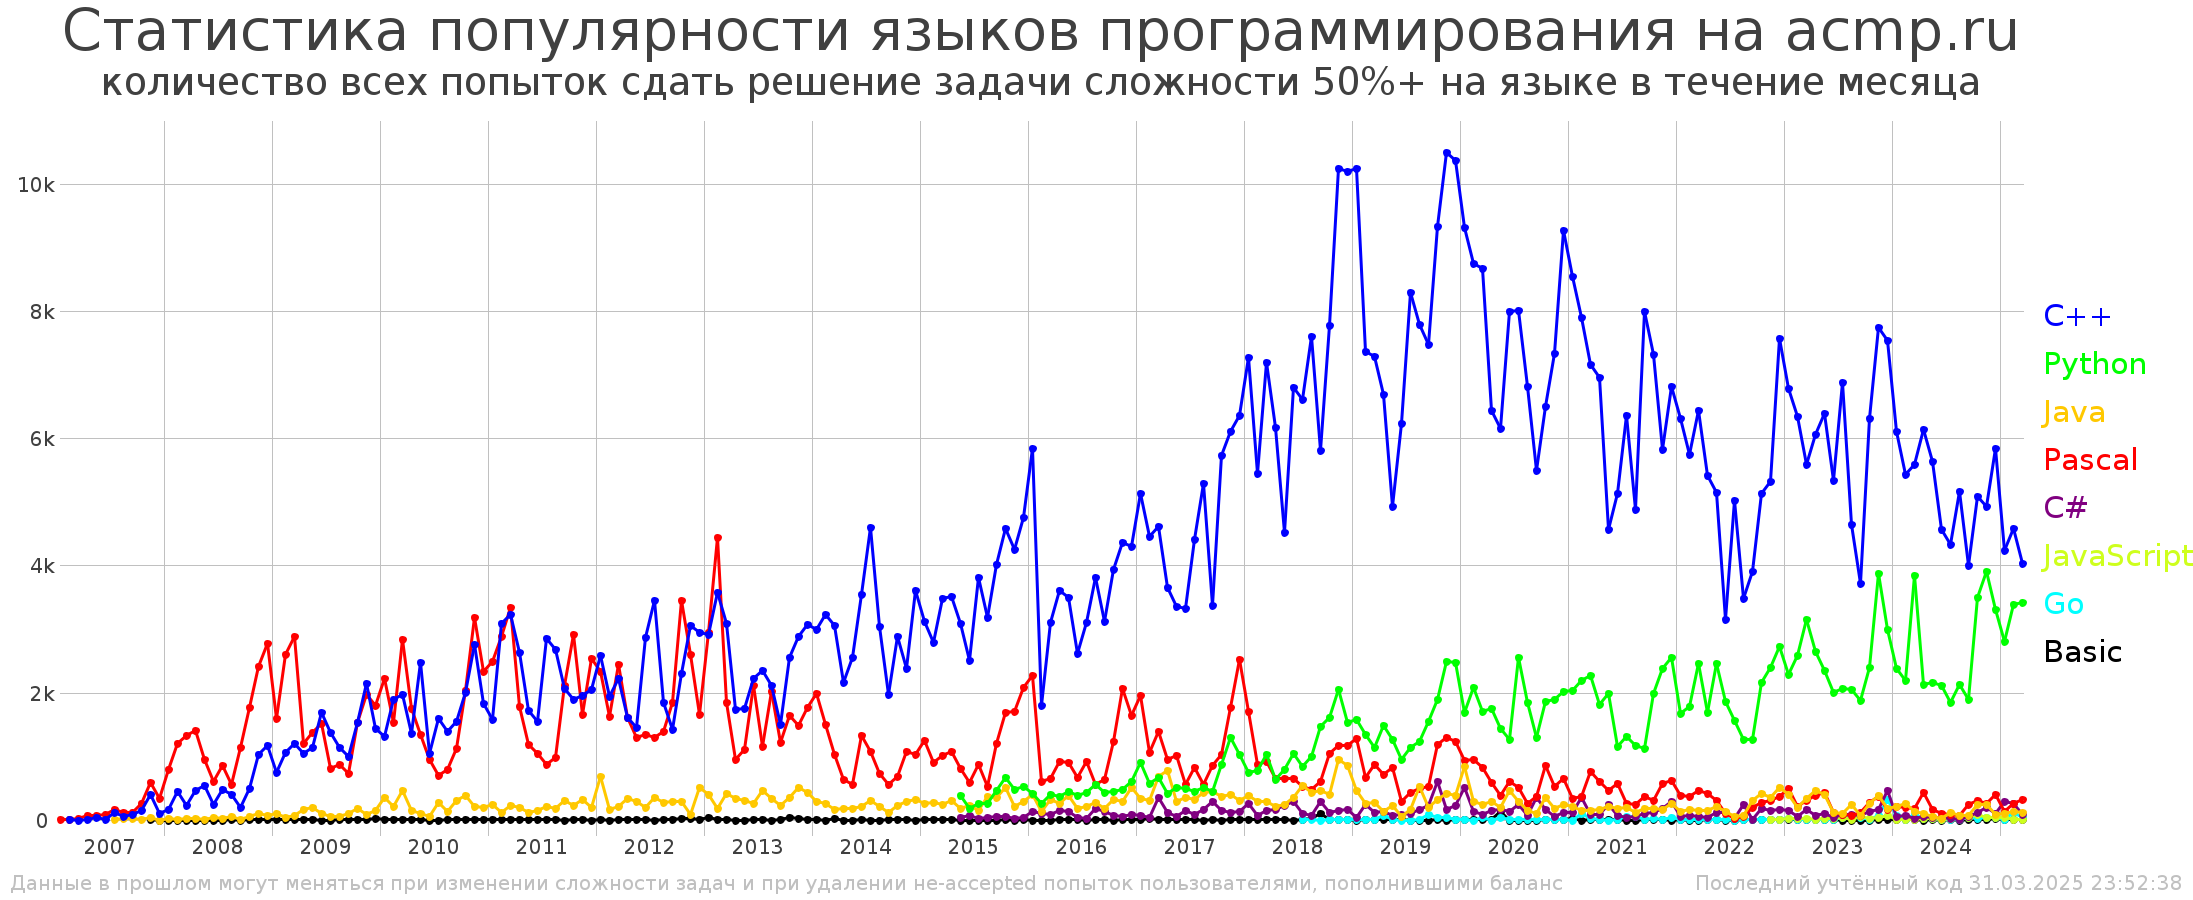 Статистика популярности языков программирования на acmp.ru
количество всех попыток сдать решение задачи сложности 50%+ на языке в течение месяца
10k
8k
6k
4k
2k
0
C++
Python
Java
Pascal
C#
JavaScript
Go
Basic
2007 2008 2009 2010 2011 2012 2013 2014 2015 2016 2017 2018 2019 2020 2021 2022 2023 2024
Данные в прошлом могут меняться при изменении сложности задач и при удалении не-accepted попыток пользователями, пополнившими баланс
Последний учтённый код 31.03.2025 23:52:38